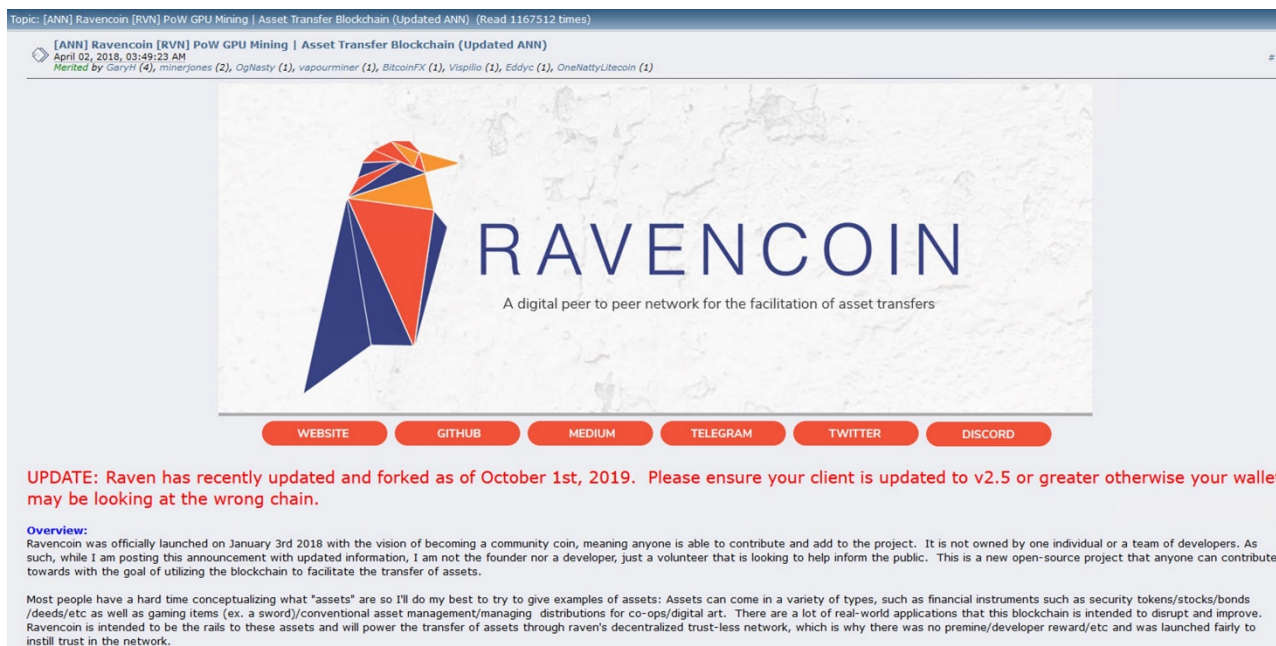 Topic: [ANN] Ravencoin [RVN] PoW GPU Mining | Asset Transfer Blockchain (Updated ANN)  (Read 1167512 times)
[ANN] Ravencoin [RVN] PoW GPU Mining | Asset Transfer Blockchain (Updated ANN)
April 02, 2018, 03:49:23 AM
#
Merited by GaryH (4), minerjones (2), OgNasty (1), vapourminer (1), BitcoinFX (1), Vispilio (1), Eddyc (1), OneNattyLitecoin (1)
RAVENCOIN
A digital peer to peer network for the facilitation of asset transfers
WEBSITE GITHUB MEDIUM TELEGRAM TWITTER DISCORD
UPDATE: Raven has recently updated and forked as of October 1st, 2019.  Please ensure your client is updated to v2.5 or greater otherwise your wallet
may be looking at the wrong chain.
Overview:
Ravencoin was officially launched on January 3rd 2018 with the vision of becoming a community coin, meaning anyone is able to contribute and add to the project.  It is not owned by one individual or a team of developers. As
such, while I am posting this announcement with updated information, I am not the founder nor a developer, just a volunteer that is looking to help inform the public.  This is a new open-source project that anyone can contribute
towards with the goal of utilizing the blockchain to facilitate the transfer of assets.
Most people have a hard time conceptualizing what "assets" are so I'll do my best to try to give examples of assets: Assets can come in a variety of types, such as financial instruments such as security tokens/stocks/bonds
/deeds/etc as well as gaming items (ex. a sword)/conventional asset management/managing  distributions for co-ops/digital art.  There are a lot of real-world applications that this blockchain is intended to disrupt and improve.
Ravencoin is intended to be the rails to these assets and will power the transfer of assets through raven's decentralized trust-less network, which is why there was no premine/developer reward/etc and was launched fairly to
instill trust in the network.